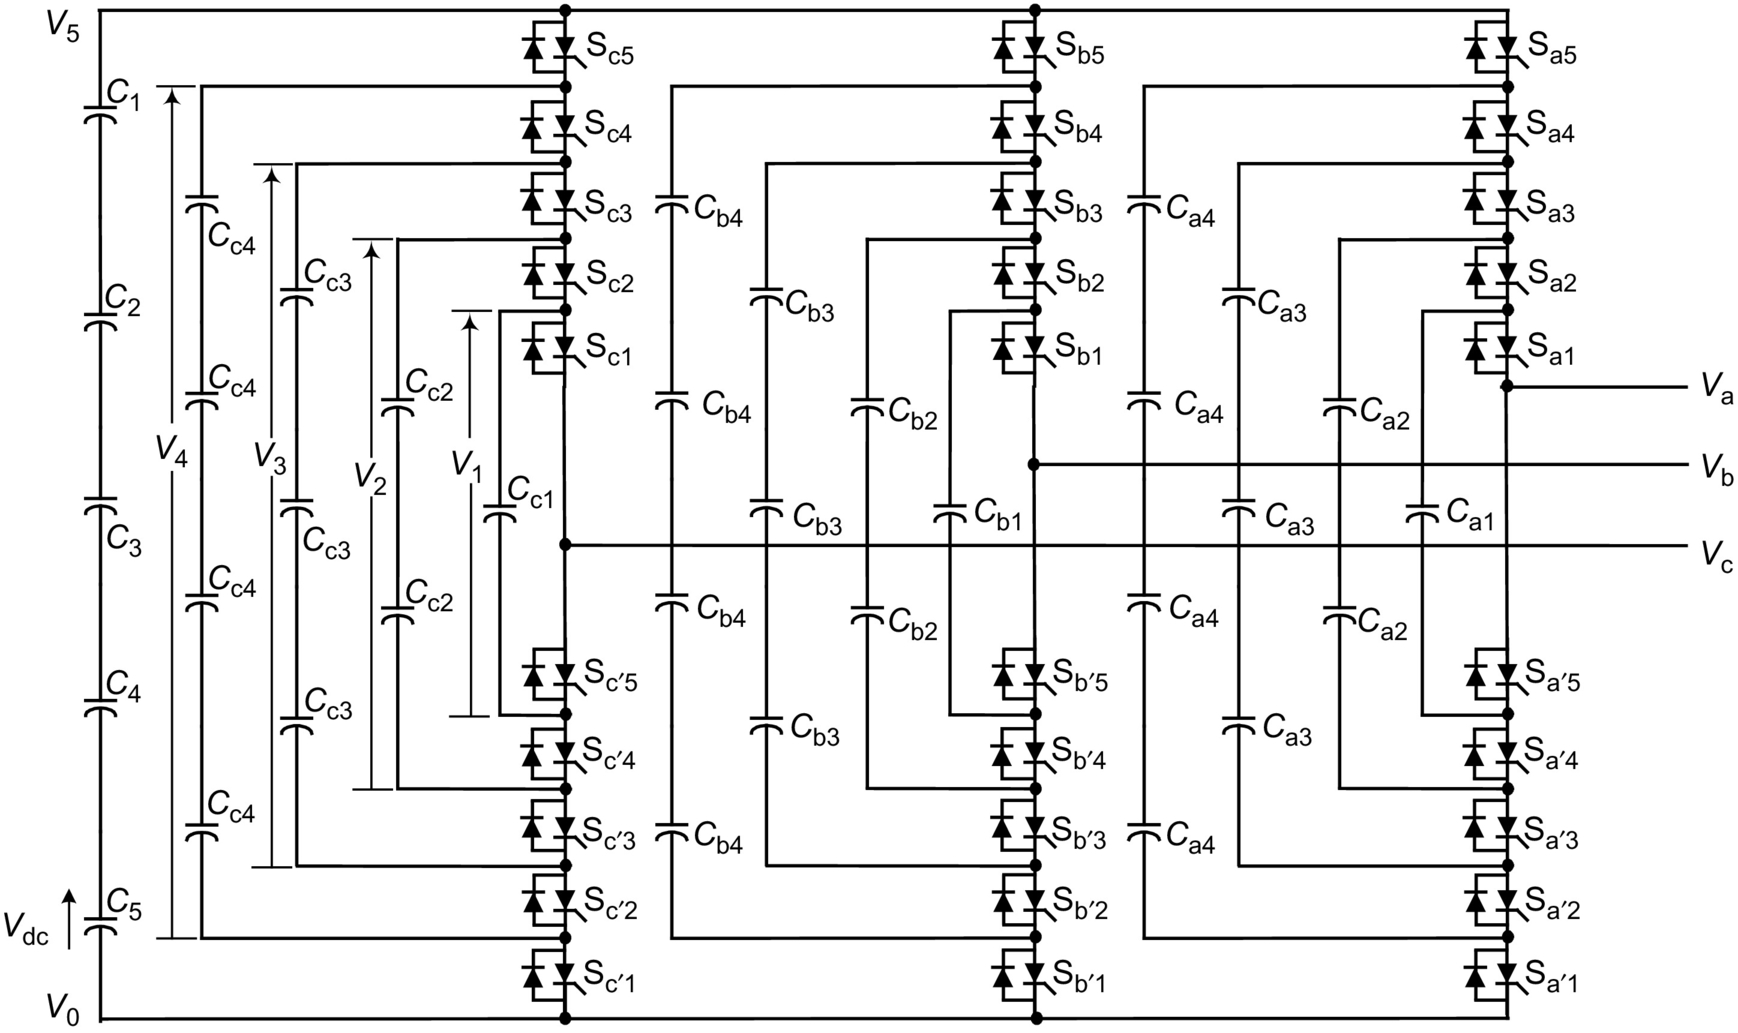 V5
Sc5
Sb5
Sa5
C1
Sc4
Sb4
Sa4
Cc4
Sc3
Cb4
Sb3
Ca4
Sa3
C2
Cc3
Sc2
Cb3
Sb2
Ca3
Sa2
Sc1
Sb1
Sa1
Cc4
Cc2
Cb4
Cb2
Ca4
Ca2
Va
V4
V3
V2
V1
Vb
Cc1
Cb3
Cb1
Ca3
Ca1
C3
Cc3
Vc
Cc4
Cc2
Cb4
Cb2
Ca4
Ca2
C4
Cc3
Sc′5
Cb3
Sb′5
Ca3
Sa′5
Sc′4
Sb′4
Sa′4
Cc4
Sc′3
Cb4
Sb′3
Ca4
Sa′3
C5
Vdc
Sc′2
Sb′2
Sa′2
Sc′1
Sb′1
Sa′1
V0